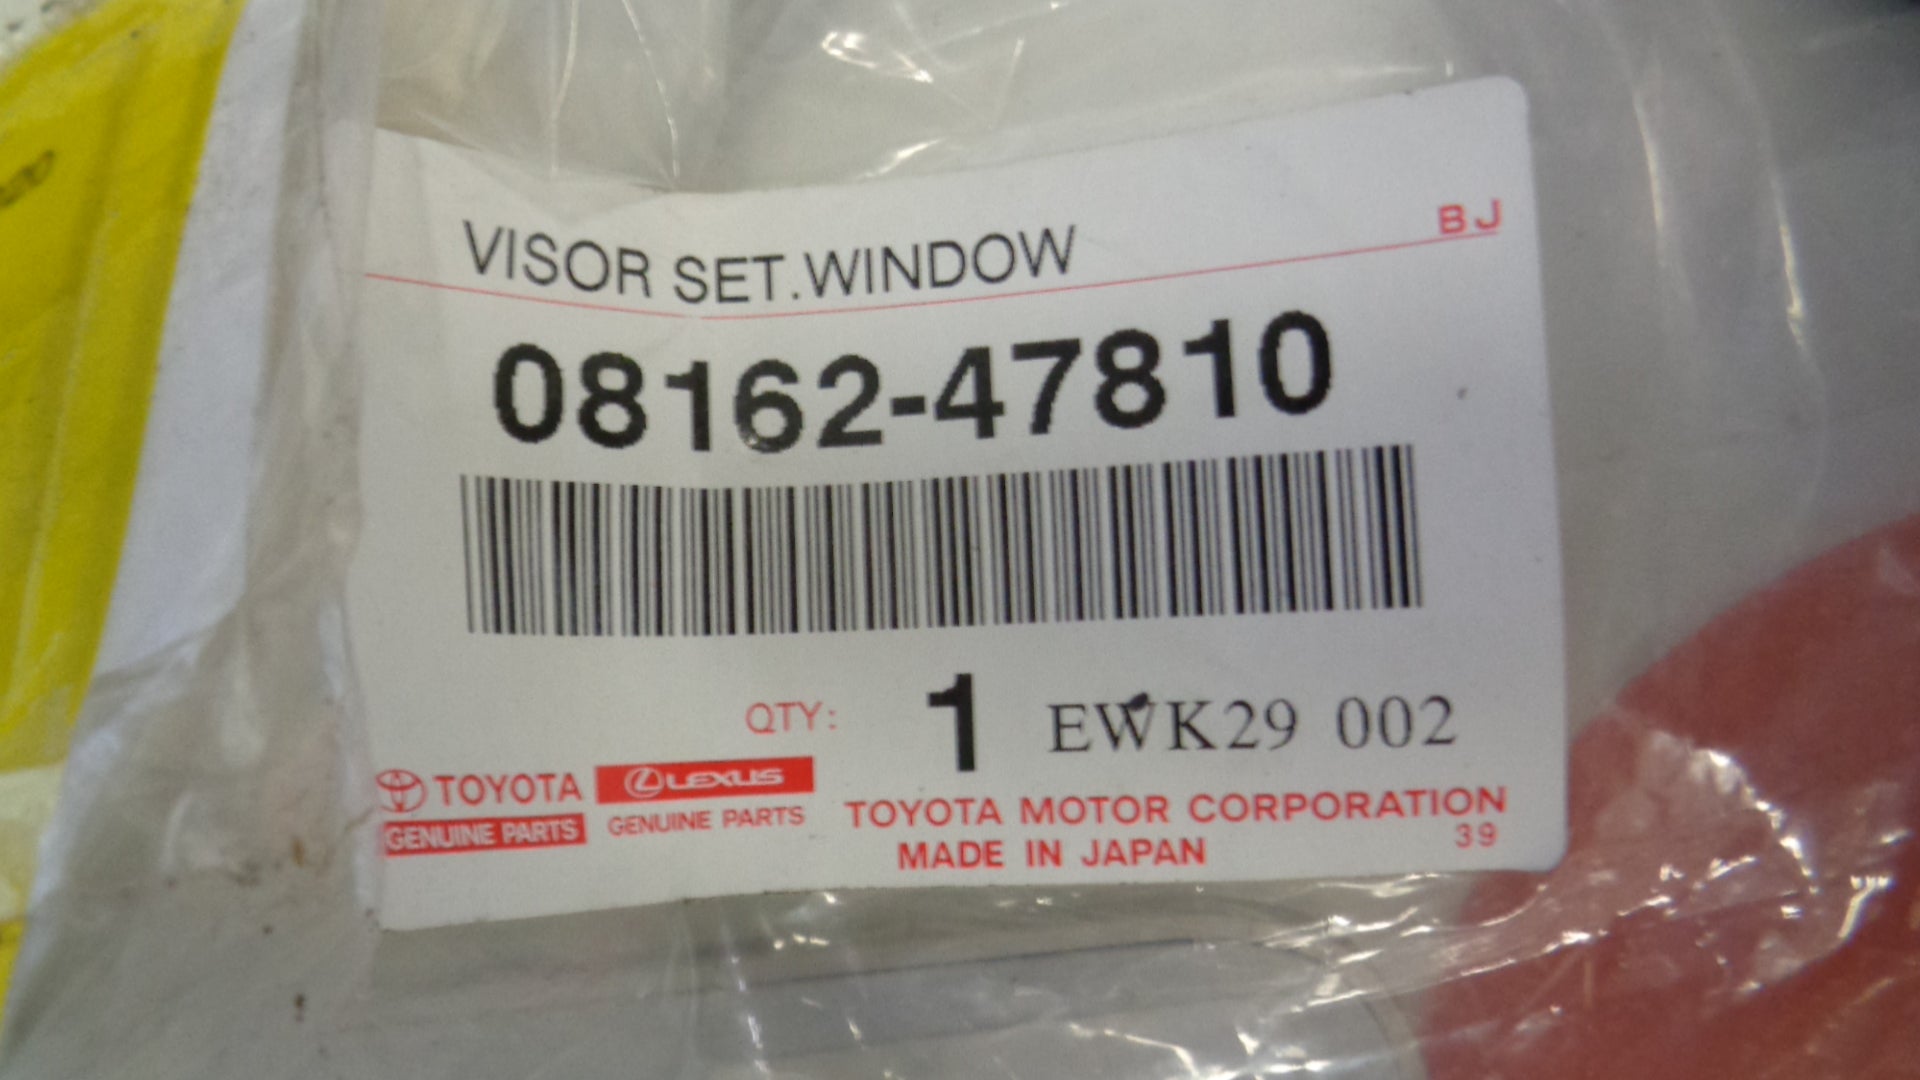 BJ
VISOR SET.WINDOW
08162-47810
QTY: 1 EWK29 002
TOYOTA LEXUS
GENUINE PARTS GENUINE PARTS
TOYOTA MOTOR CORPORATION
MADE IN JAPAN 39